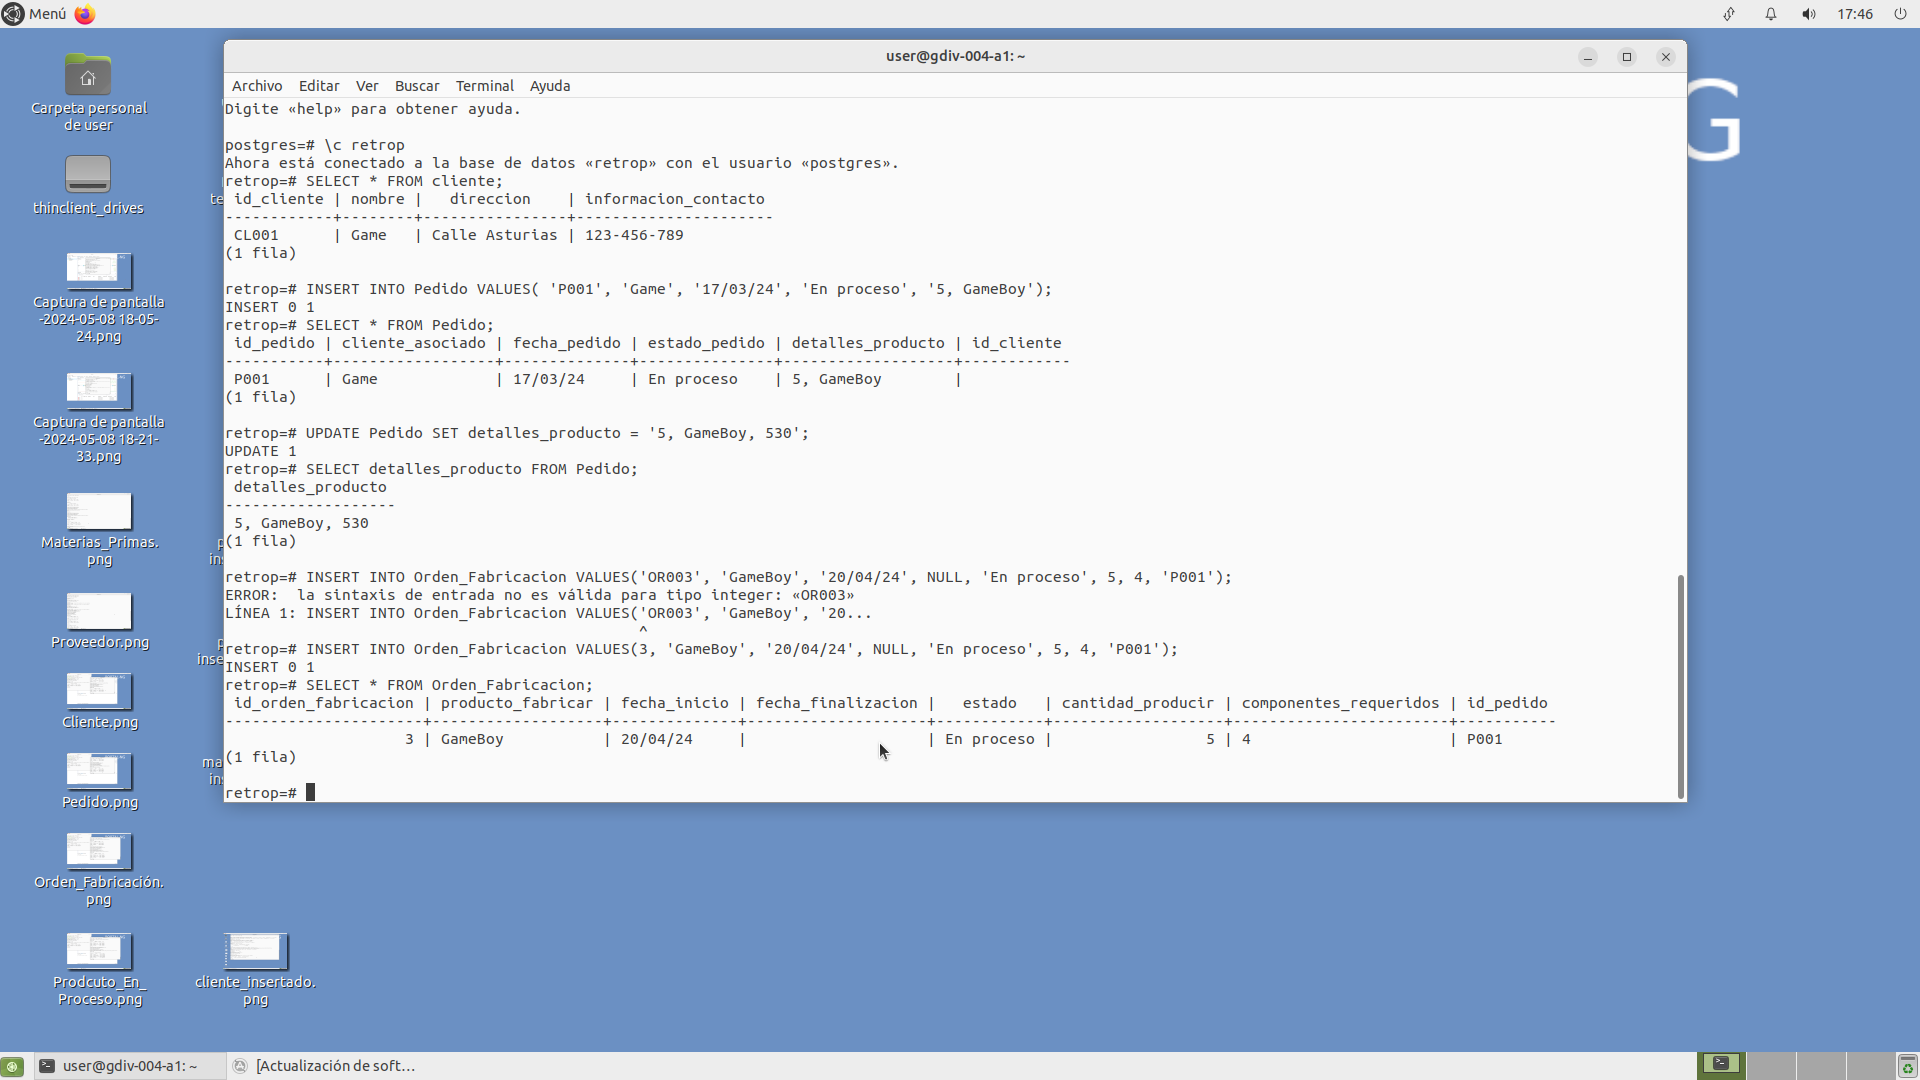 Menú
17:46
user@gdiv-004-a1: ~
Archivo Editar Ver Buscar Terminal Ayuda
Digite «help» para obtener ayuda.
postgres=# \c retrop
Ahora está conectado a la base de datos «retrop» con el usuario «postgres».
retrop=# SELECT * FROM cliente;
 id_cliente | nombre |   direccion    | informacion_contacto
------------+--------+----------------+----------------------
 CL001      | Game   | Calle Asturias | 123-456-789
(1 fila)
retrop=# INSERT INTO Pedido VALUES( 'P001', 'Game', '17/03/24', 'En proceso', '5, GameBoy');
INSERT 0 1
retrop=# SELECT * FROM Pedido;
 id_pedido | cliente_asociado | fecha_pedido | estado_pedido | detalles_producto | id_cliente
-----------+------------------+--------------+---------------+-------------------+------------
 P001      | Game             | 17/03/24     | En proceso    | 5, GameBoy        |
(1 fila)
retrop=# UPDATE Pedido SET detalles_producto = '5, GameBoy, 530';
UPDATE 1
retrop=# SELECT detalles_producto FROM Pedido;
 detalles_producto
-------------------
 5, GameBoy, 530
(1 fila)
retrop=# INSERT INTO Orden_Fabricacion VALUES('OR003', 'GameBoy', '20/04/24', NULL, 'En proceso', 5, 4, 'P001');
ERROR:  la sintaxis de entrada no es válida para tipo integer: «OR003»
LÍNEA 1: INSERT INTO Orden_Fabricacion VALUES('OR003', 'GameBoy', '20...
                                              ^
retrop=# INSERT INTO Orden_Fabricacion VALUES(3, 'GameBoy', '20/04/24', NULL, 'En proceso', 5, 4, 'P001');
INSERT 0 1
retrop=# SELECT * FROM Orden_Fabricacion;
 id_orden_fabricacion | producto_fabricar | fecha_inicio | fecha_finalizacion |   estado   | cantidad_producir | componentes_requeridos | id_pedido
----------------------+-------------------+--------------+--------------------+------------+-------------------+------------------------+-----------
                    3 | GameBoy           | 20/04/24     |                    | En proceso |                 5 | 4                      | P001
(1 fila)
retrop=#
G
Carpeta personal
de user
thinclient_drives
Captura de pantalla
-2024-05-08 18-05-
24.png
Captura de pantalla
-2024-05-08 18-21-
33.png
Materias_Primas.
png
Proveedor.png
Cliente.png
Pedido.png
Orden_Fabricación.
png
Prodcuto_En_
Proceso.png
te
p
in
p
inse
ma
in
cliente_insertado.
png
user@gdiv-004-a1: ~
[Actualización de soft...